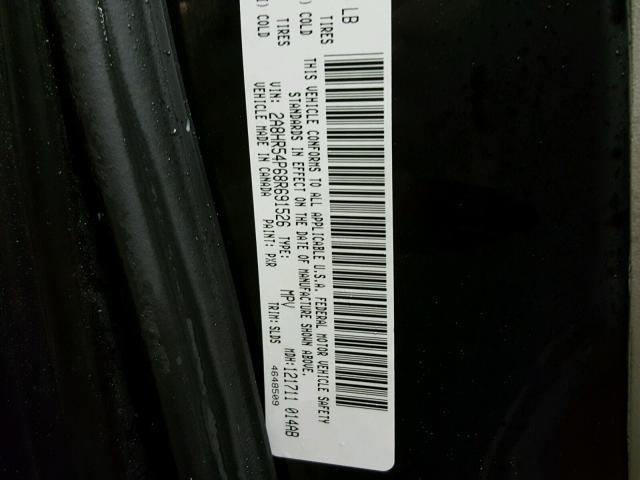 LB
TIRES TIRES
) COLD ) COLD
THIS VEHICLE CONFORMS TO ALL APPLICABLE U.S.A. FEDERAL MOTOR VEHICLE SAFETY
STANDARDS IN EFFECT ON THE DATE OF MANUFACTURE SHOWN ABOVE.
VIN: 2A8HR54P68R691526 TYPE: MPV MDH:121711 014AB
VEHICLE MADE IN CANADA PAINT: PXR TRIM:SLDS 4648509